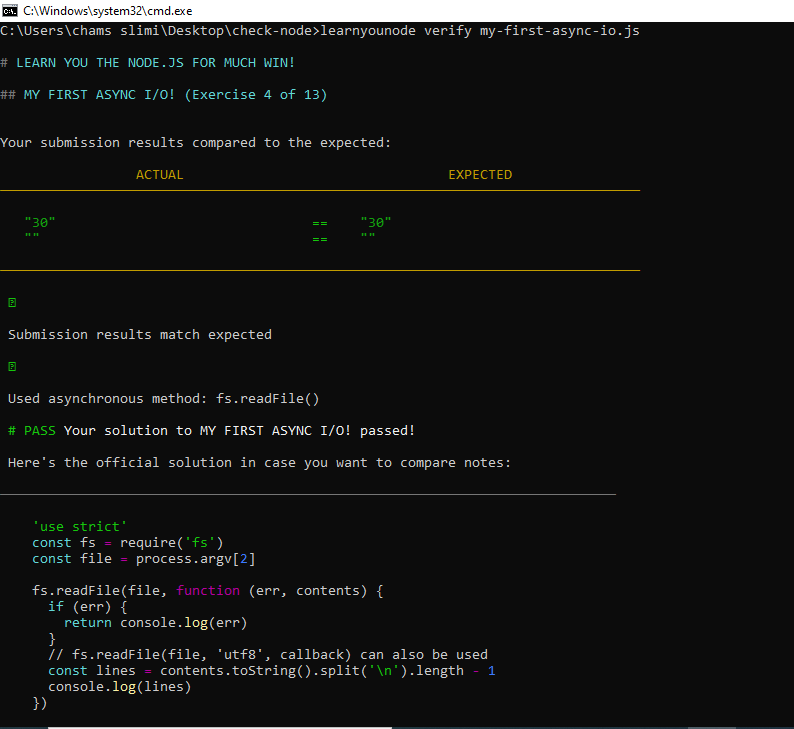 C:\Windows\system32\cmd.exe
C:\Users\chams slimi\Desktop\check-node>learnyounode verify my-first-async-io.js
# LEARN YOU THE NODE.JS FOR MUCH WIN!
## MY FIRST ASYNC I/O! (Exercise 4 of 13)
Your submission results compared to the expected:
ACTUAL EXPECTED
"30" == "30"
"" == ""
Submission results match expected
Used asynchronous method: fs.readFile()
# PASS Your solution to MY FIRST ASYNC I/O! passed!
Here's the official solution in case you want to compare notes:
'use strict'
const fs = require('fs')
const file = process.argv[2]
fs.readFile(file, function (err, contents) {
if (err) {
return console.log(err)
}
// fs.readFile(file, 'utf8', callback) can also be used
const lines = contents.toString().split('\n').length - 1
console.log(lines)
})